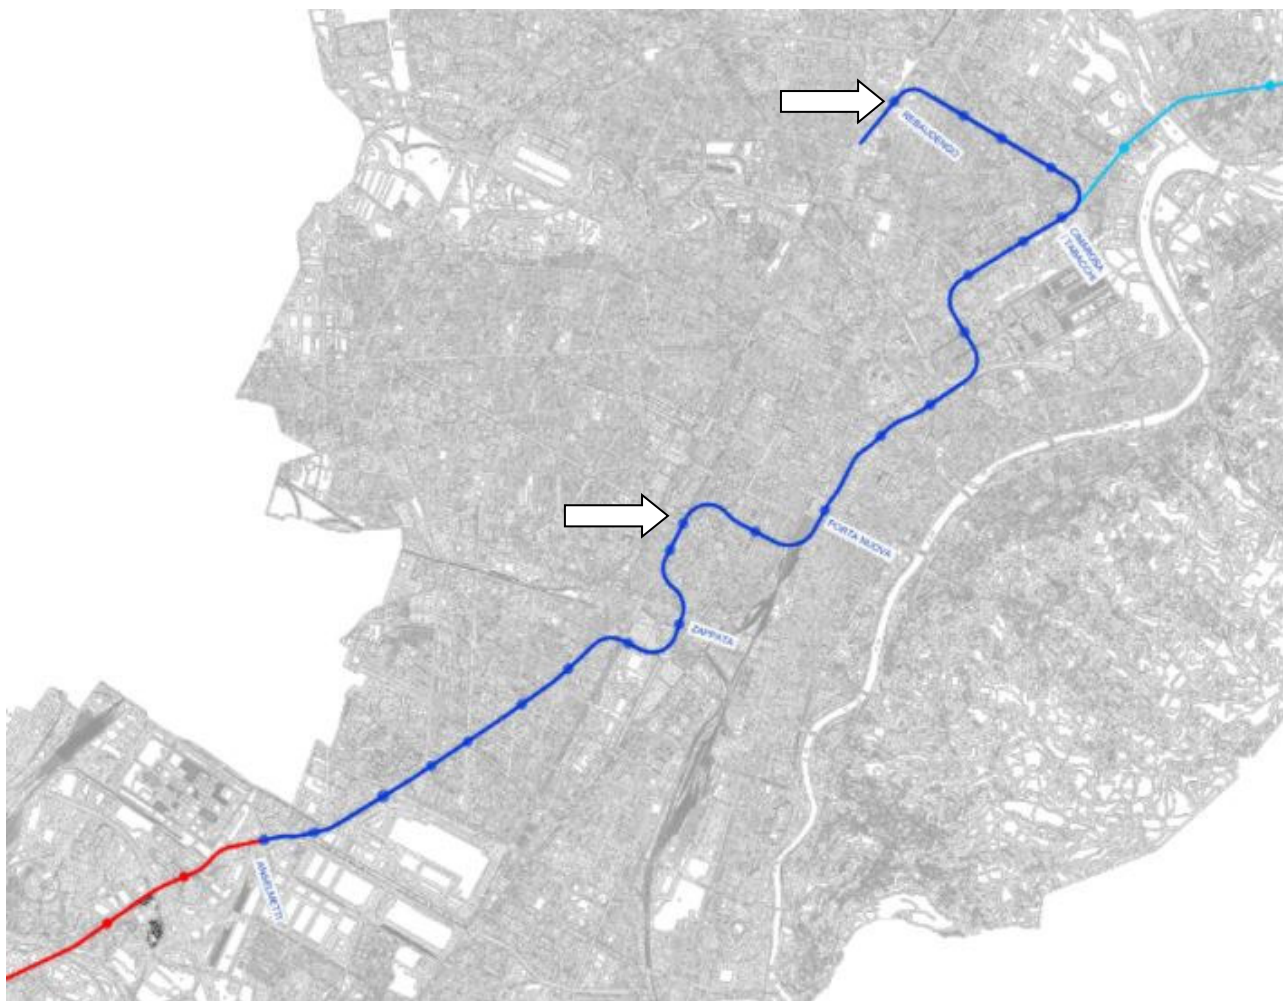 REBAUDENGO
CIMAROSA
TABACCHI
PORTA NUOVA
ZAPPATA
ANSELMETTI